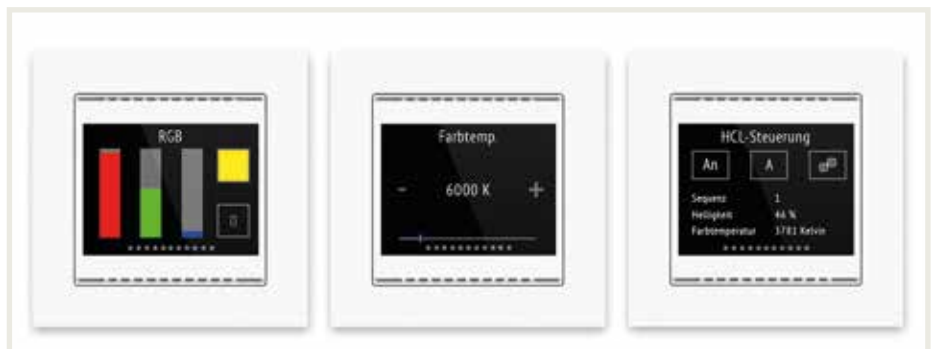 RGB
Farbtemp.
- 6000 K +
HCL-Steuerung
An A
Sequenz 1
Helligkeit 44 %
Farbtemperatur 3781 Kelvin